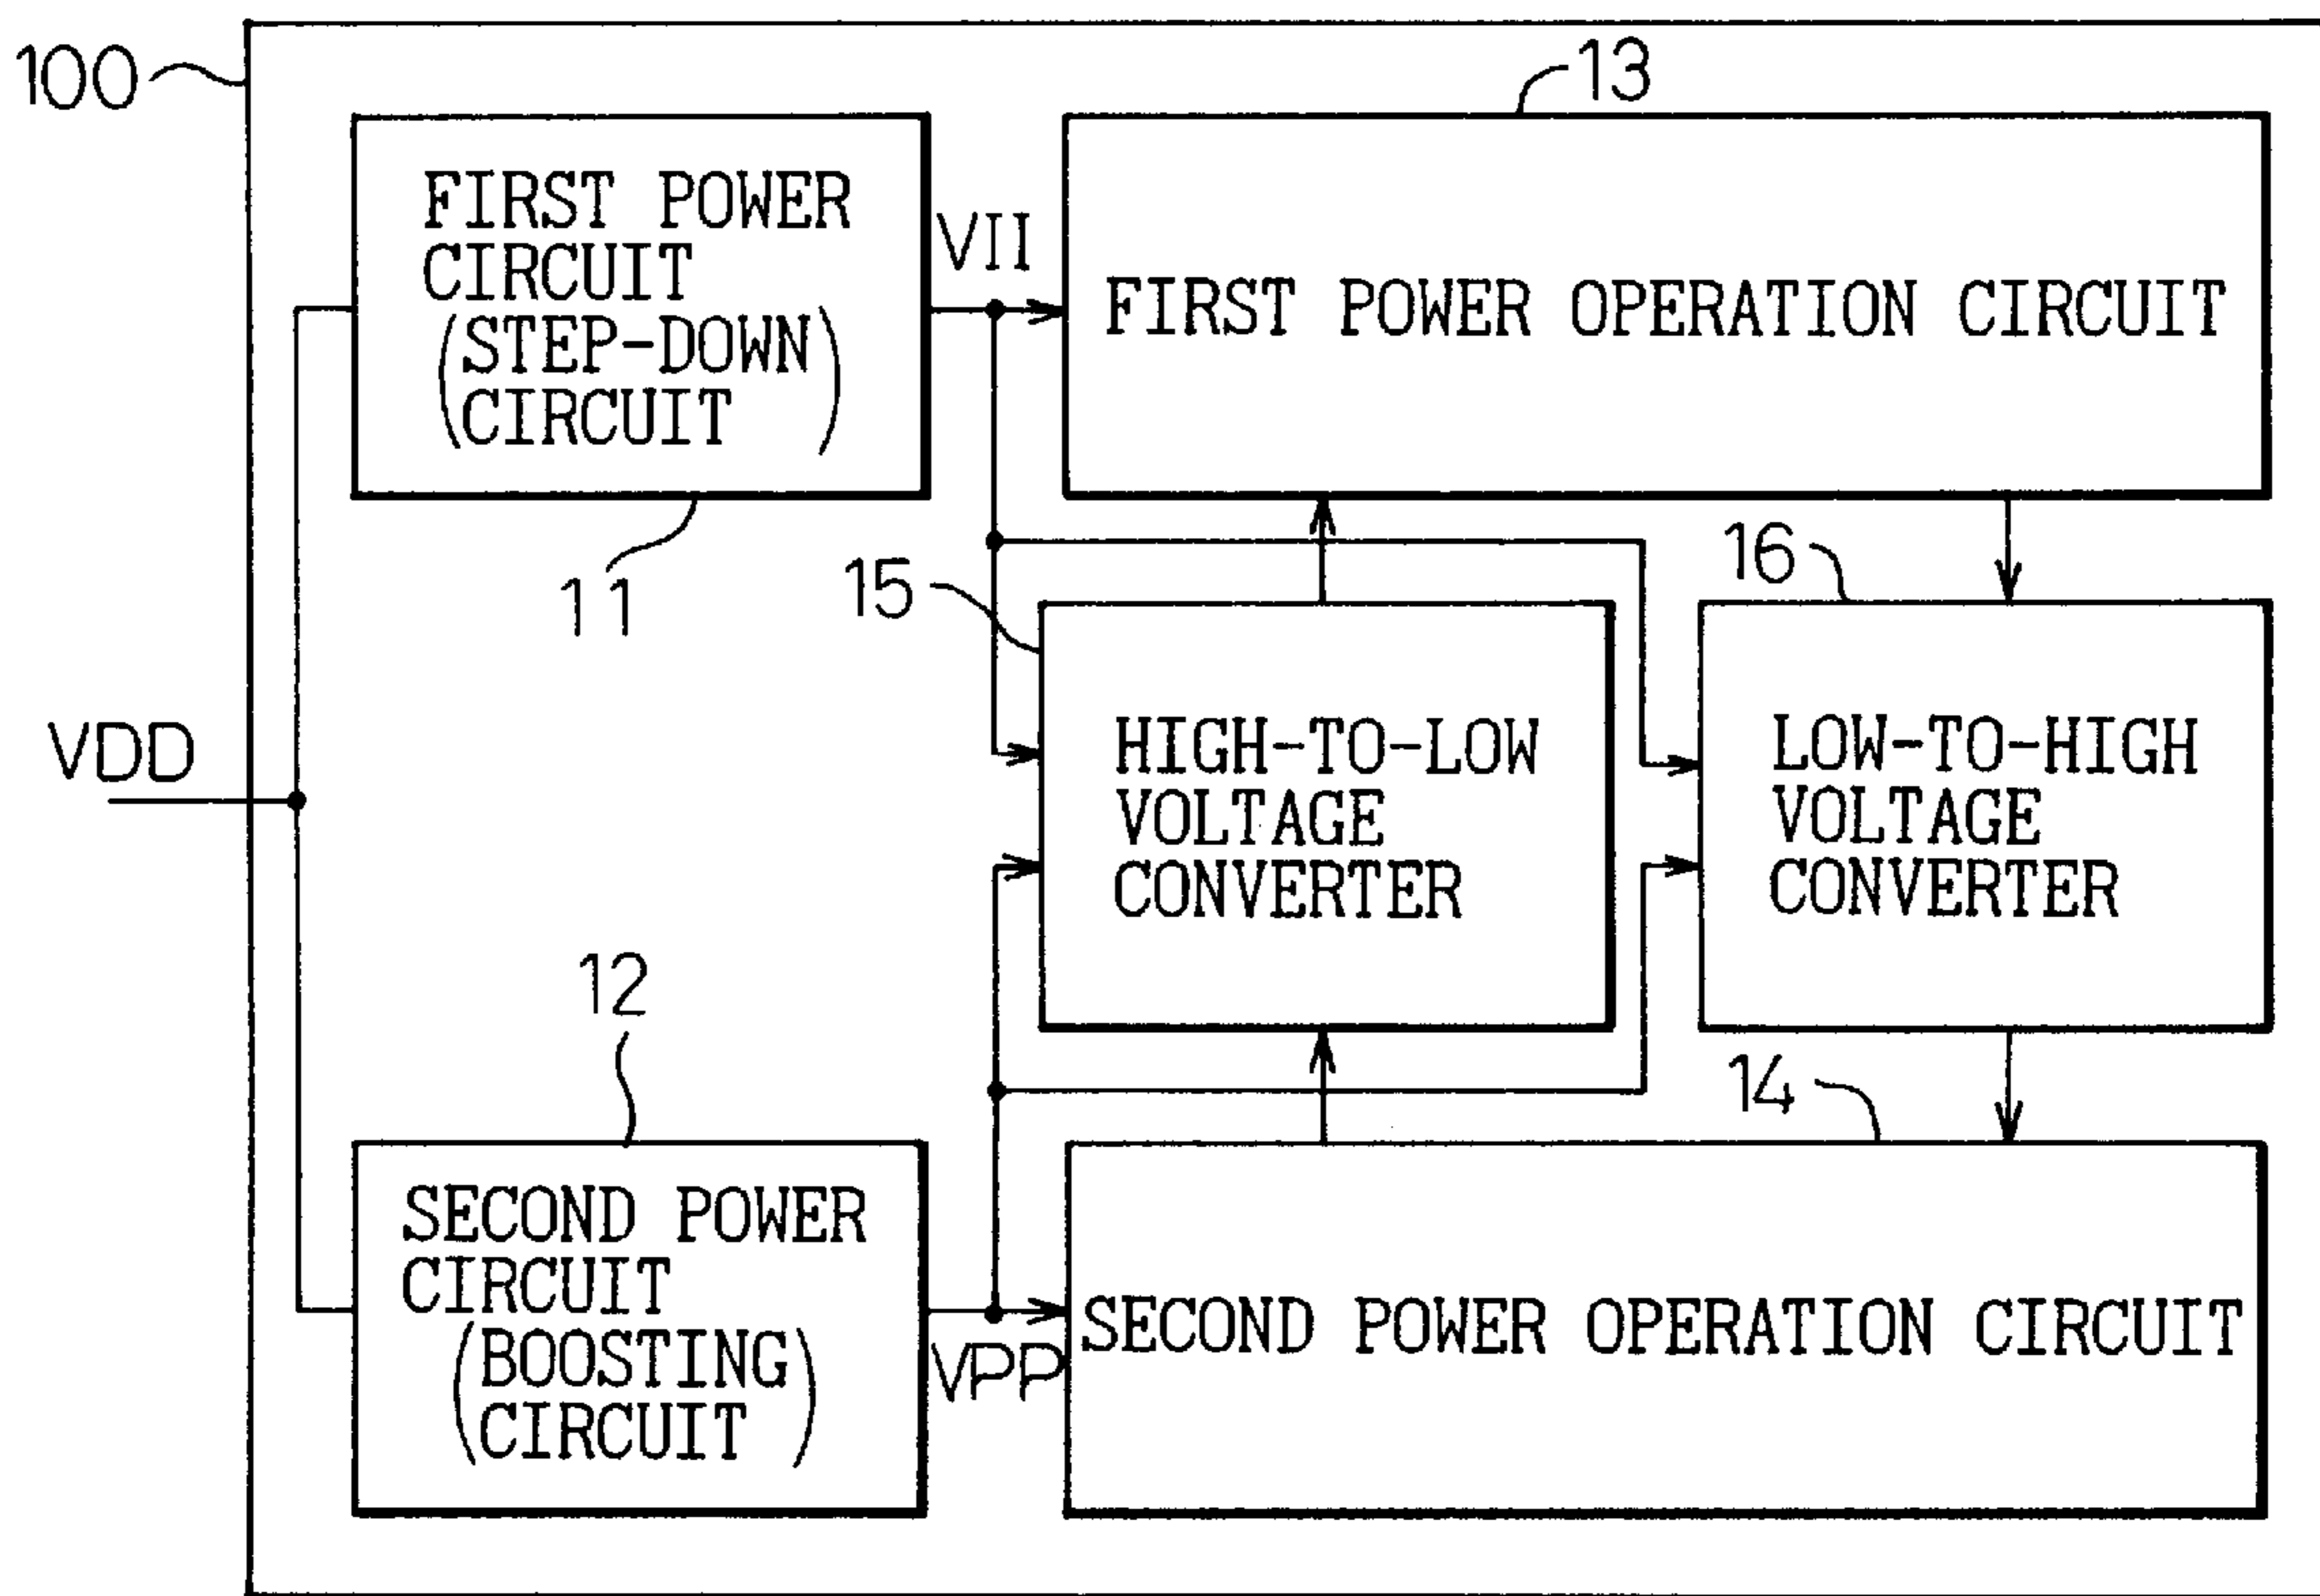 100
13
FIRST POWER
CIRCUIT
(STEP-DOWN)
(CIRCUIT)
VII
FIRST POWER OPERATION CIRCUIT
11
15
16
VDD
HIGH-TO-LOW
VOLTAGE
CONVERTER
LOW-TO-HIGH
VOLTAGE
CONVERTER
12
14
SECOND POWER
CIRCUIT
(BOOSTING)
(CIRCUIT)
VPP
SECOND POWER OPERATION CIRCUIT